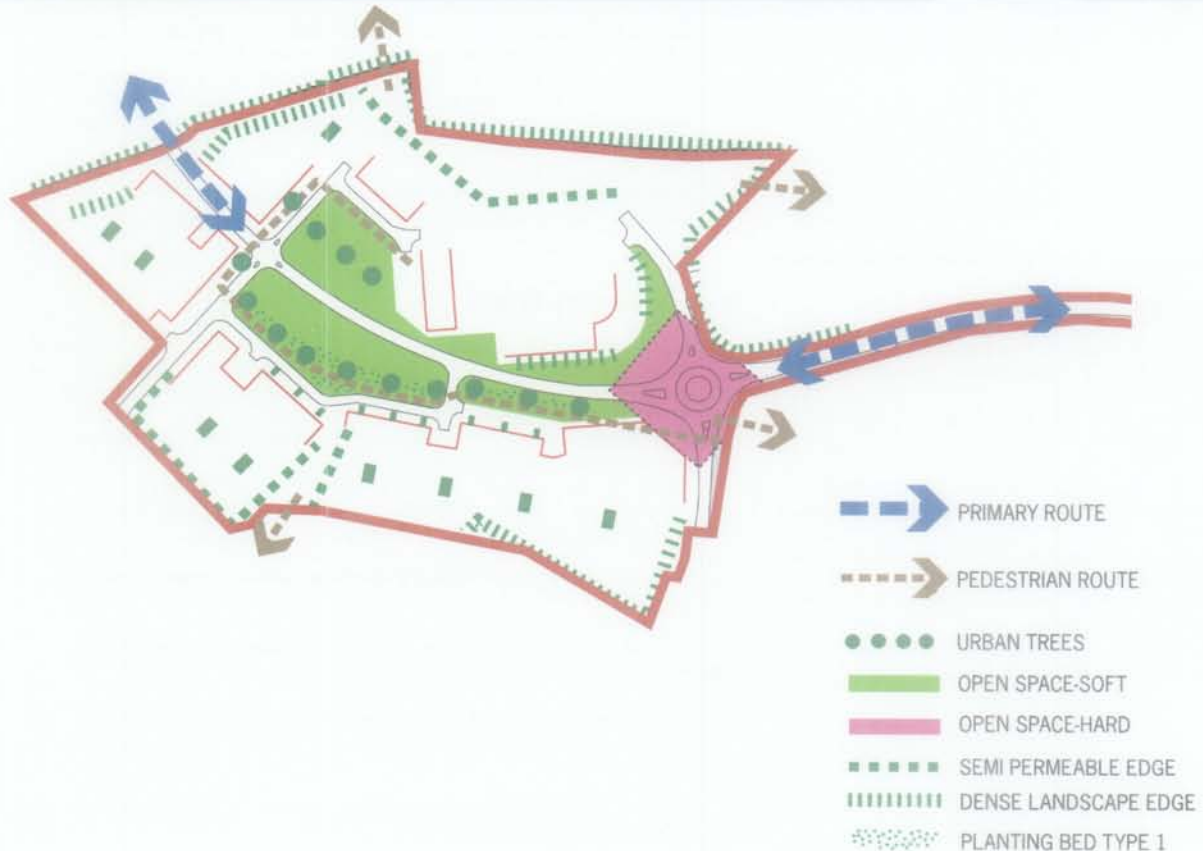 PRIMARY ROUTE
PEDESTRIAN ROUTE
URBAN TREES
OPEN SPACE-SOFT
OPEN SPACE-HARD
SEMI PERMEABLE EDGE
DENSE LANDSCAPE EDGE
PLANTING BED TYPE 1